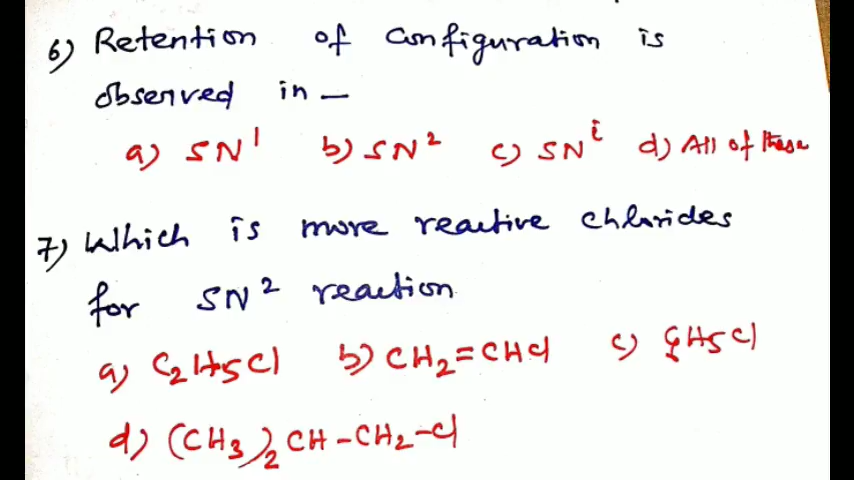 6) Retention of Configuration is
observed in –
a) SN¹ b) SN² c) SNⁱ d) All of these
7) Which is more reactive chlorides
for SN² reaction
a) C₂H₅Cl b) CH₂=CHCl c) C₆H₅Cl
d) (CH₃)₂CH–CH₂–Cl